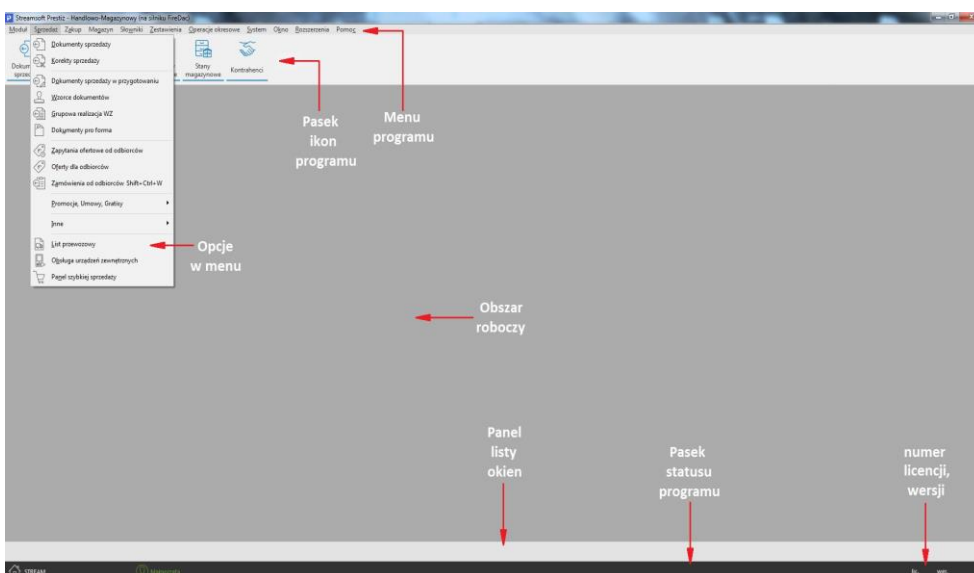 Streamsoft Prestiż - Handlowo-Magazynowy (na silniku FireDac)
Moduł Sprzedaż Zakup Magazyn Słowniki Zestawienia Operacje okresowe System Okno Rozszerzenia Pomoc
Dokumenty sprzedaży
Korekty sprzedaży
Dokumenty sprzedaży w przygotowaniu
Wzorce dokumentów
Grupowa realizacja WZ
Dokumenty pro forma
Zapytania ofertowe od odbiorców
Oferty dla odbiorców
Zamówienia od odbiorców Shift+Ctrl+W
Promocje, Umowy, Gratisy
Inne
List przewozowy
Obsługa urządzeń zewnętrznych
Panel szybkiej sprzedaży
Stany
magazynowe
Kontrahenci
Pasek
ikon
programu
Menu
programu
Opcje
w menu
Obszar
roboczy
Panel
listy
okien
Pasek
statusu
programu
numer
licencji,
wersji
STREAM